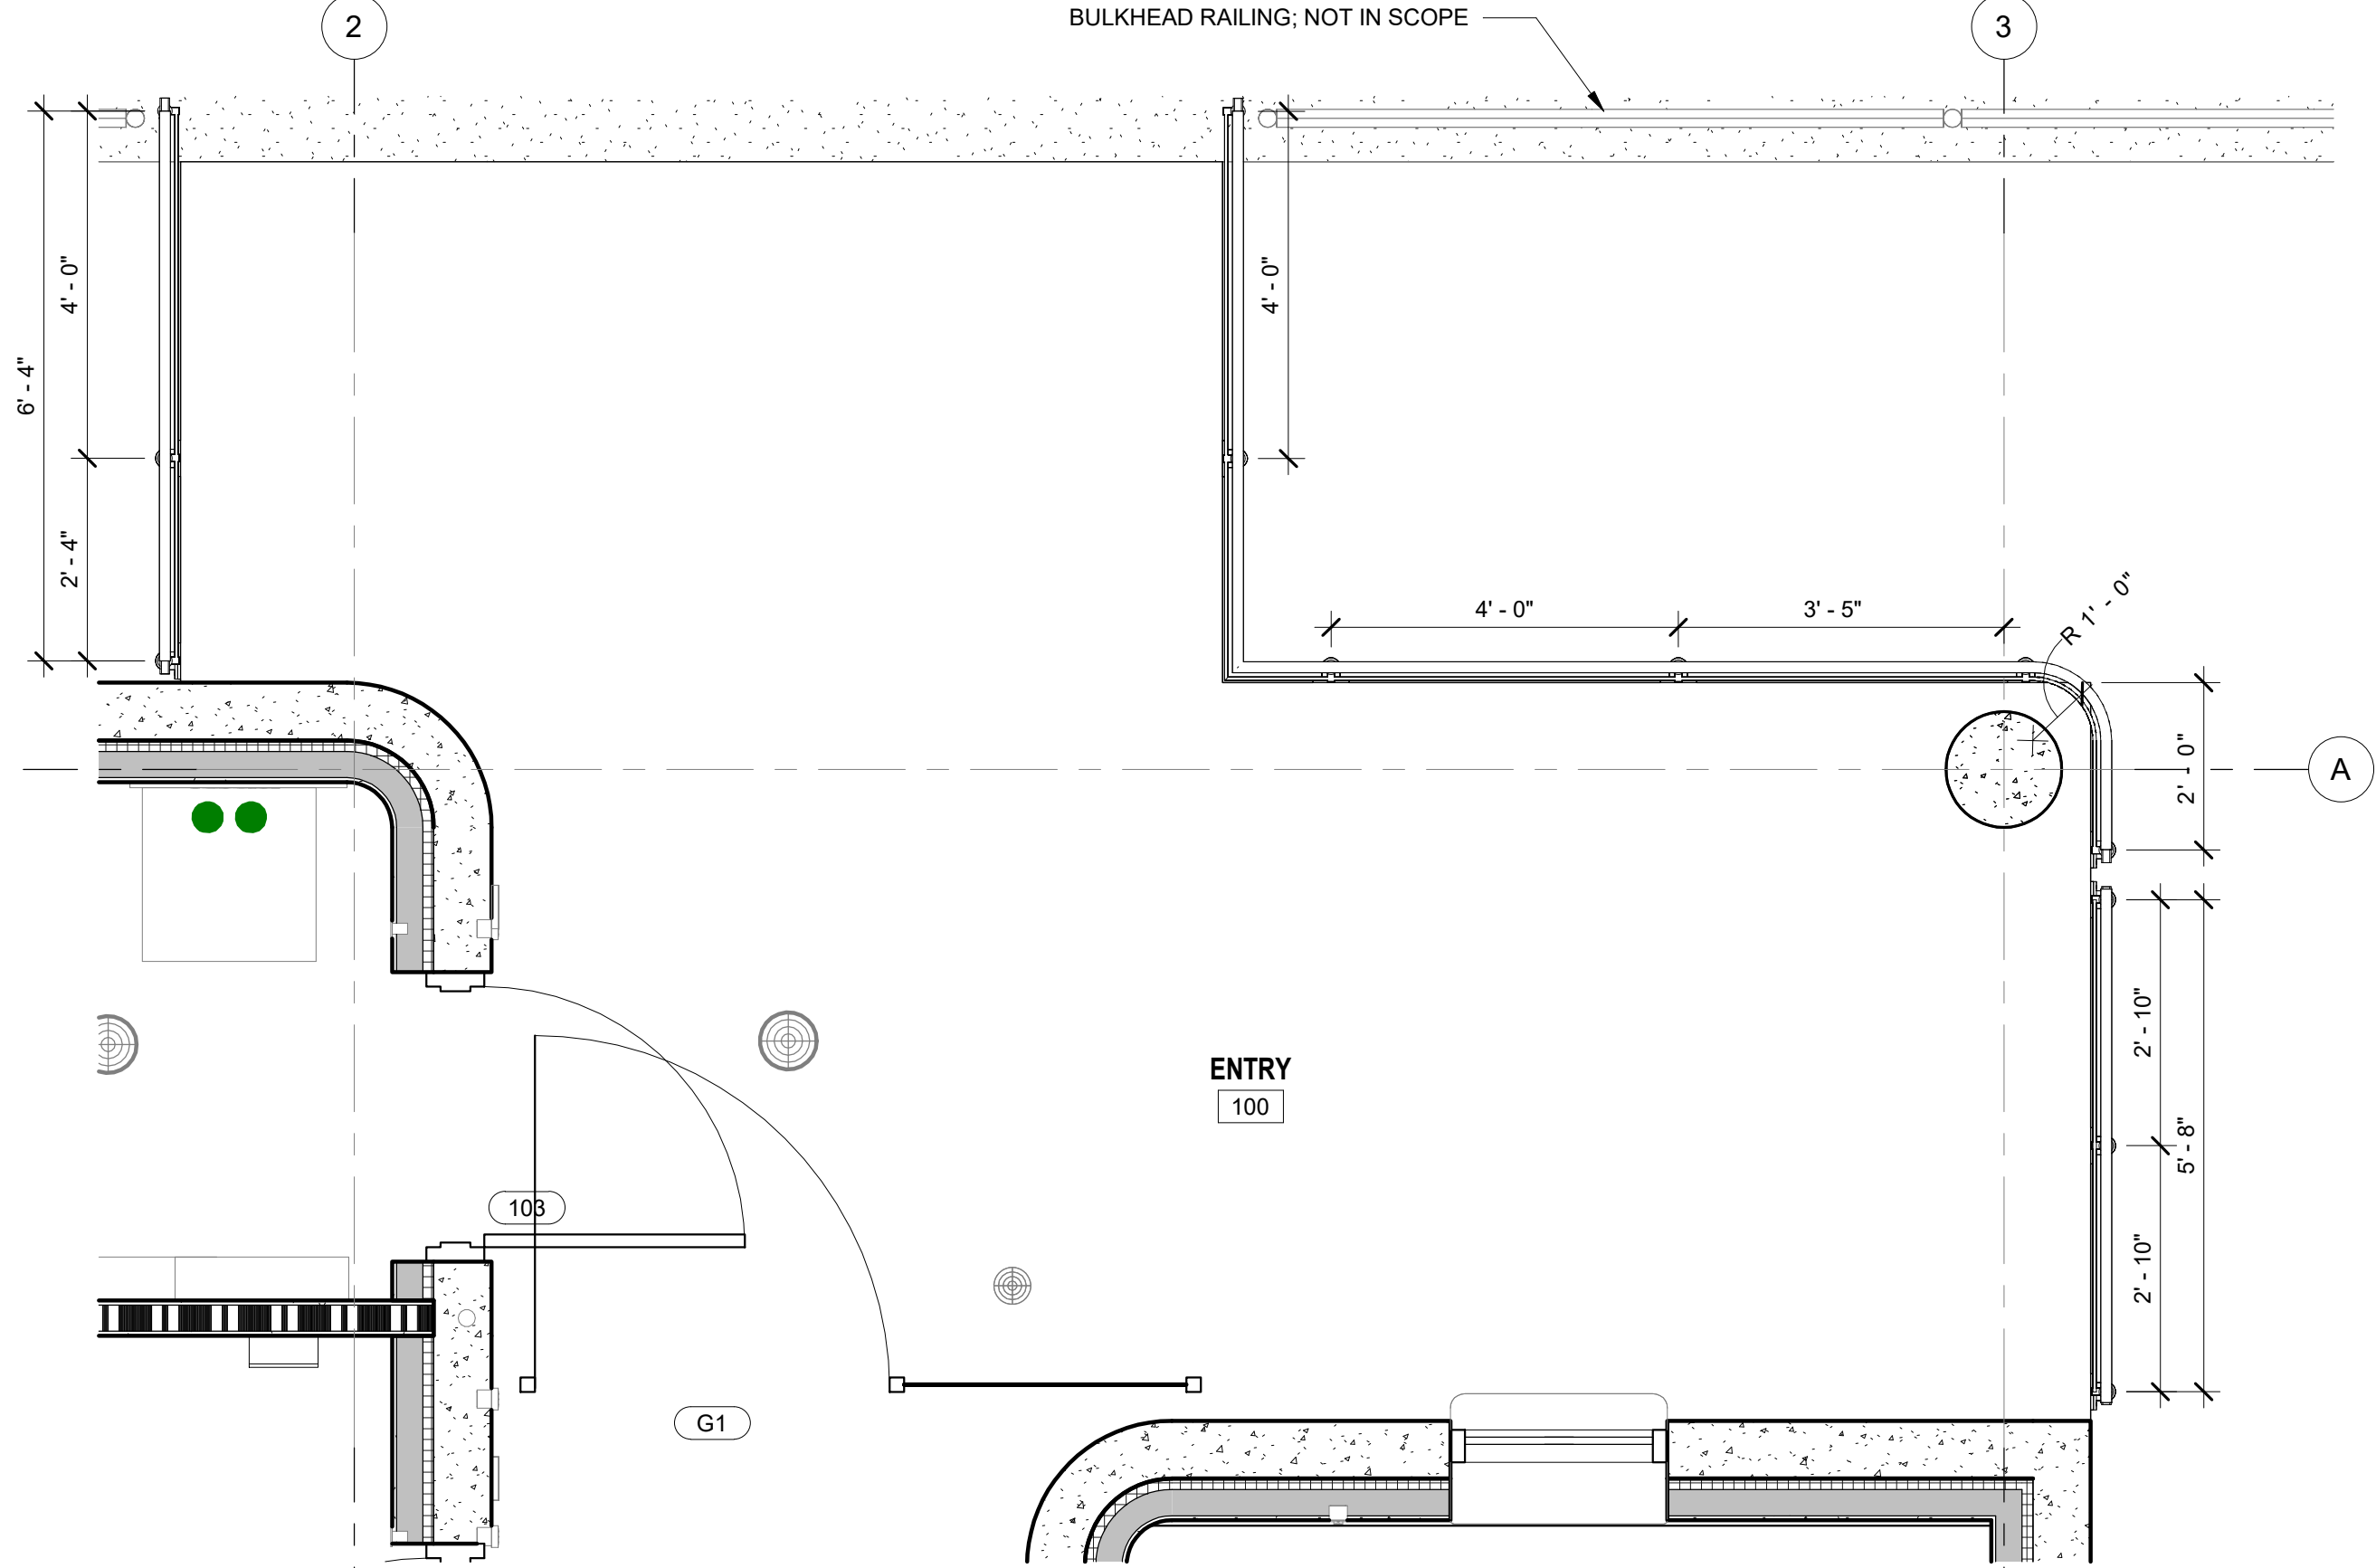 2
BULKHEAD RAILING; NOT IN SCOPE
3
4' - 0"
4' - 0"
6' - 4"
2' - 4"
4' - 0"
3' - 5"
R 1' - 0"
2' - 0"
A
2' - 10"
ENTRY
100
5' - 8"
103
2' - 10"
G1